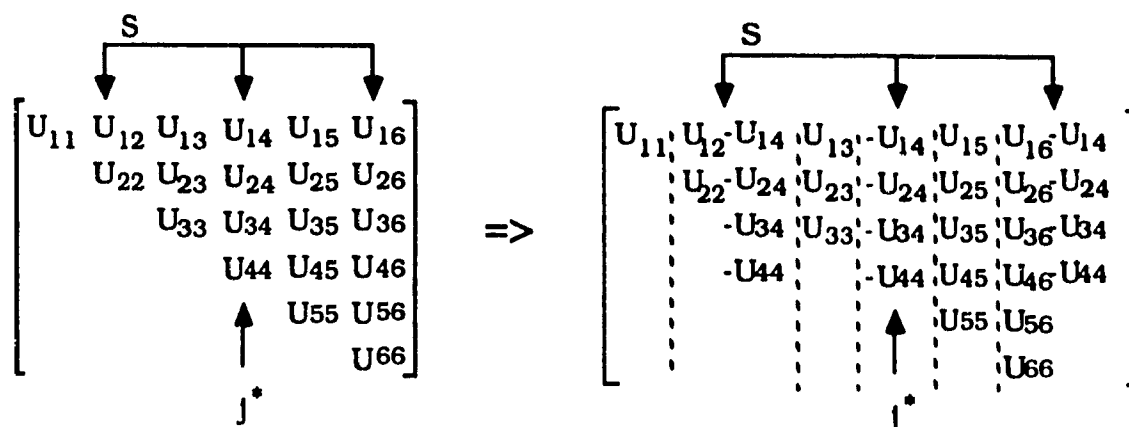 S
S
U11 U12 U13 U14 U15 U16
U22 U23 U24 U25 U26
U33 U34 U35 U36
U44 U45 U46
U55 U56
U66
j*
=>
U11 U12-U14 U13 -U14 U15 U16-U14
U22-U24 U23 -U24 U25 U26-U24
-U34 U33 -U34 U35 U36-U34
-U44 -U44 U45 U46-U44
U55 U56
U66
j*